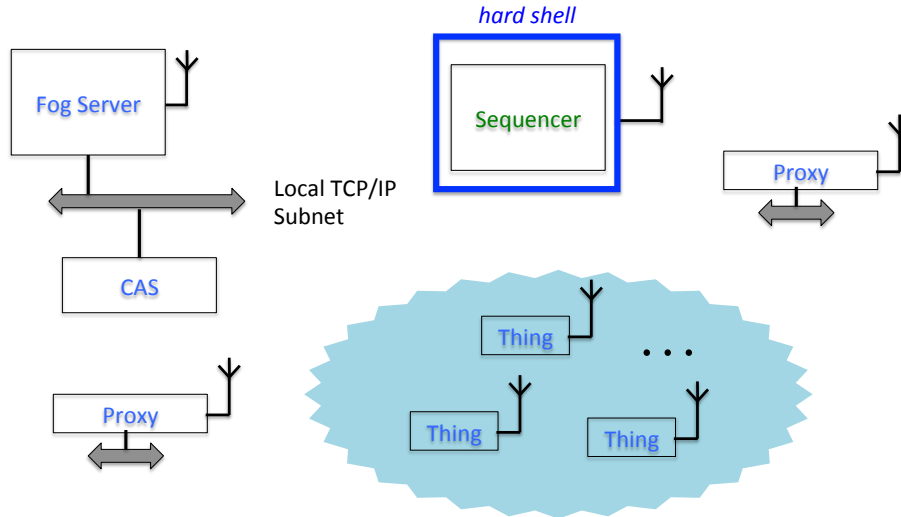 hard shell
Fog Server
Sequencer
Proxy
Local TCP/IP
Subnet
CAS
Thing
. . .
Proxy
Thing
Thing